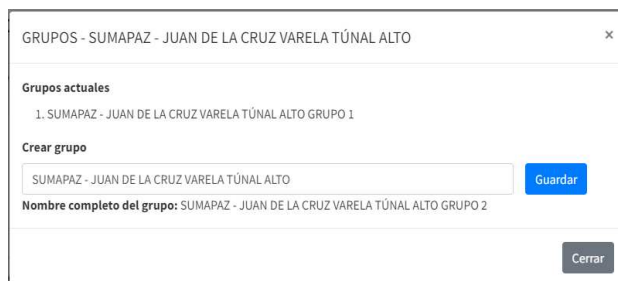 GRUPOS - SUMAPAZ - JUAN DE LA CRUZ VARELA TÚNAL ALTO
×
Grupos actuales
1. SUMAPAZ - JUAN DE LA CRUZ VARELA TÚNAL ALTO GRUPO 1
Crear grupo
SUMAPAZ - JUAN DE LA CRUZ VARELA TÚNAL ALTO
Guardar
Nombre completo del grupo: SUMAPAZ - JUAN DE LA CRUZ VARELA TÚNAL ALTO GRUPO 2
Cerrar